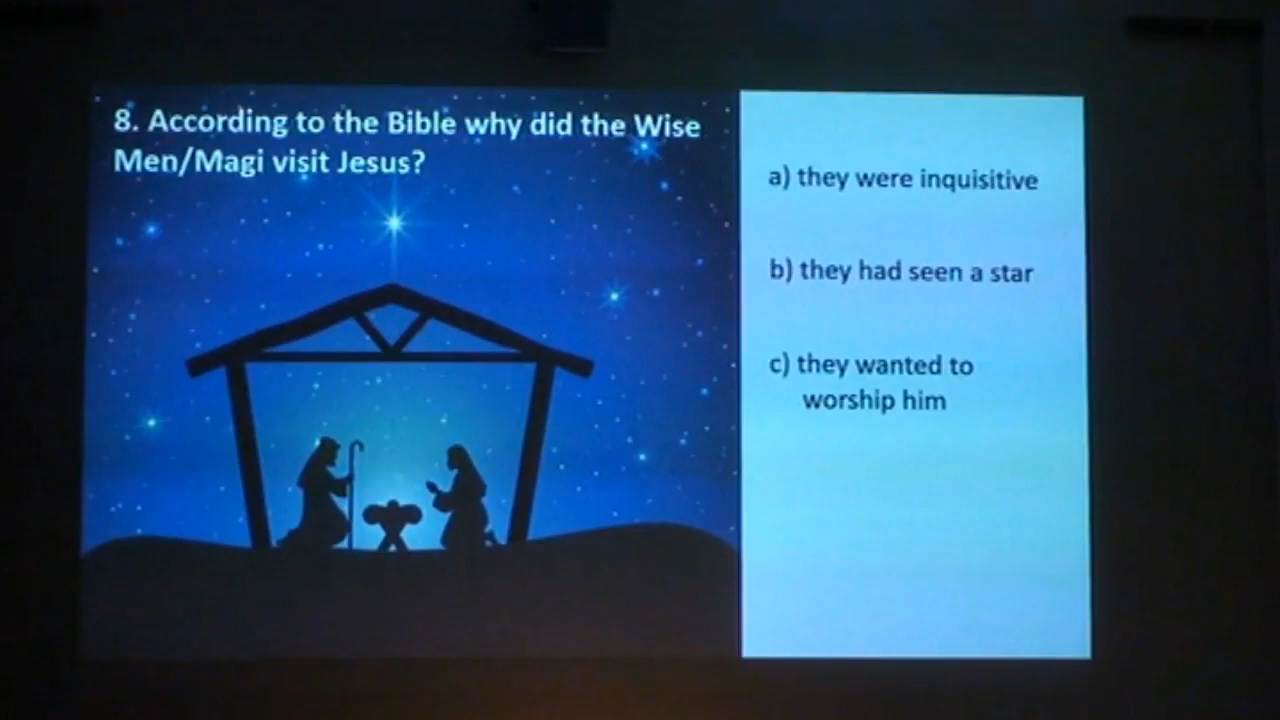 8. According to the Bible why did the Wise
Men/Magi visit Jesus?
a) they were inquisitive
b) they had seen a star
c) they wanted to
worship him